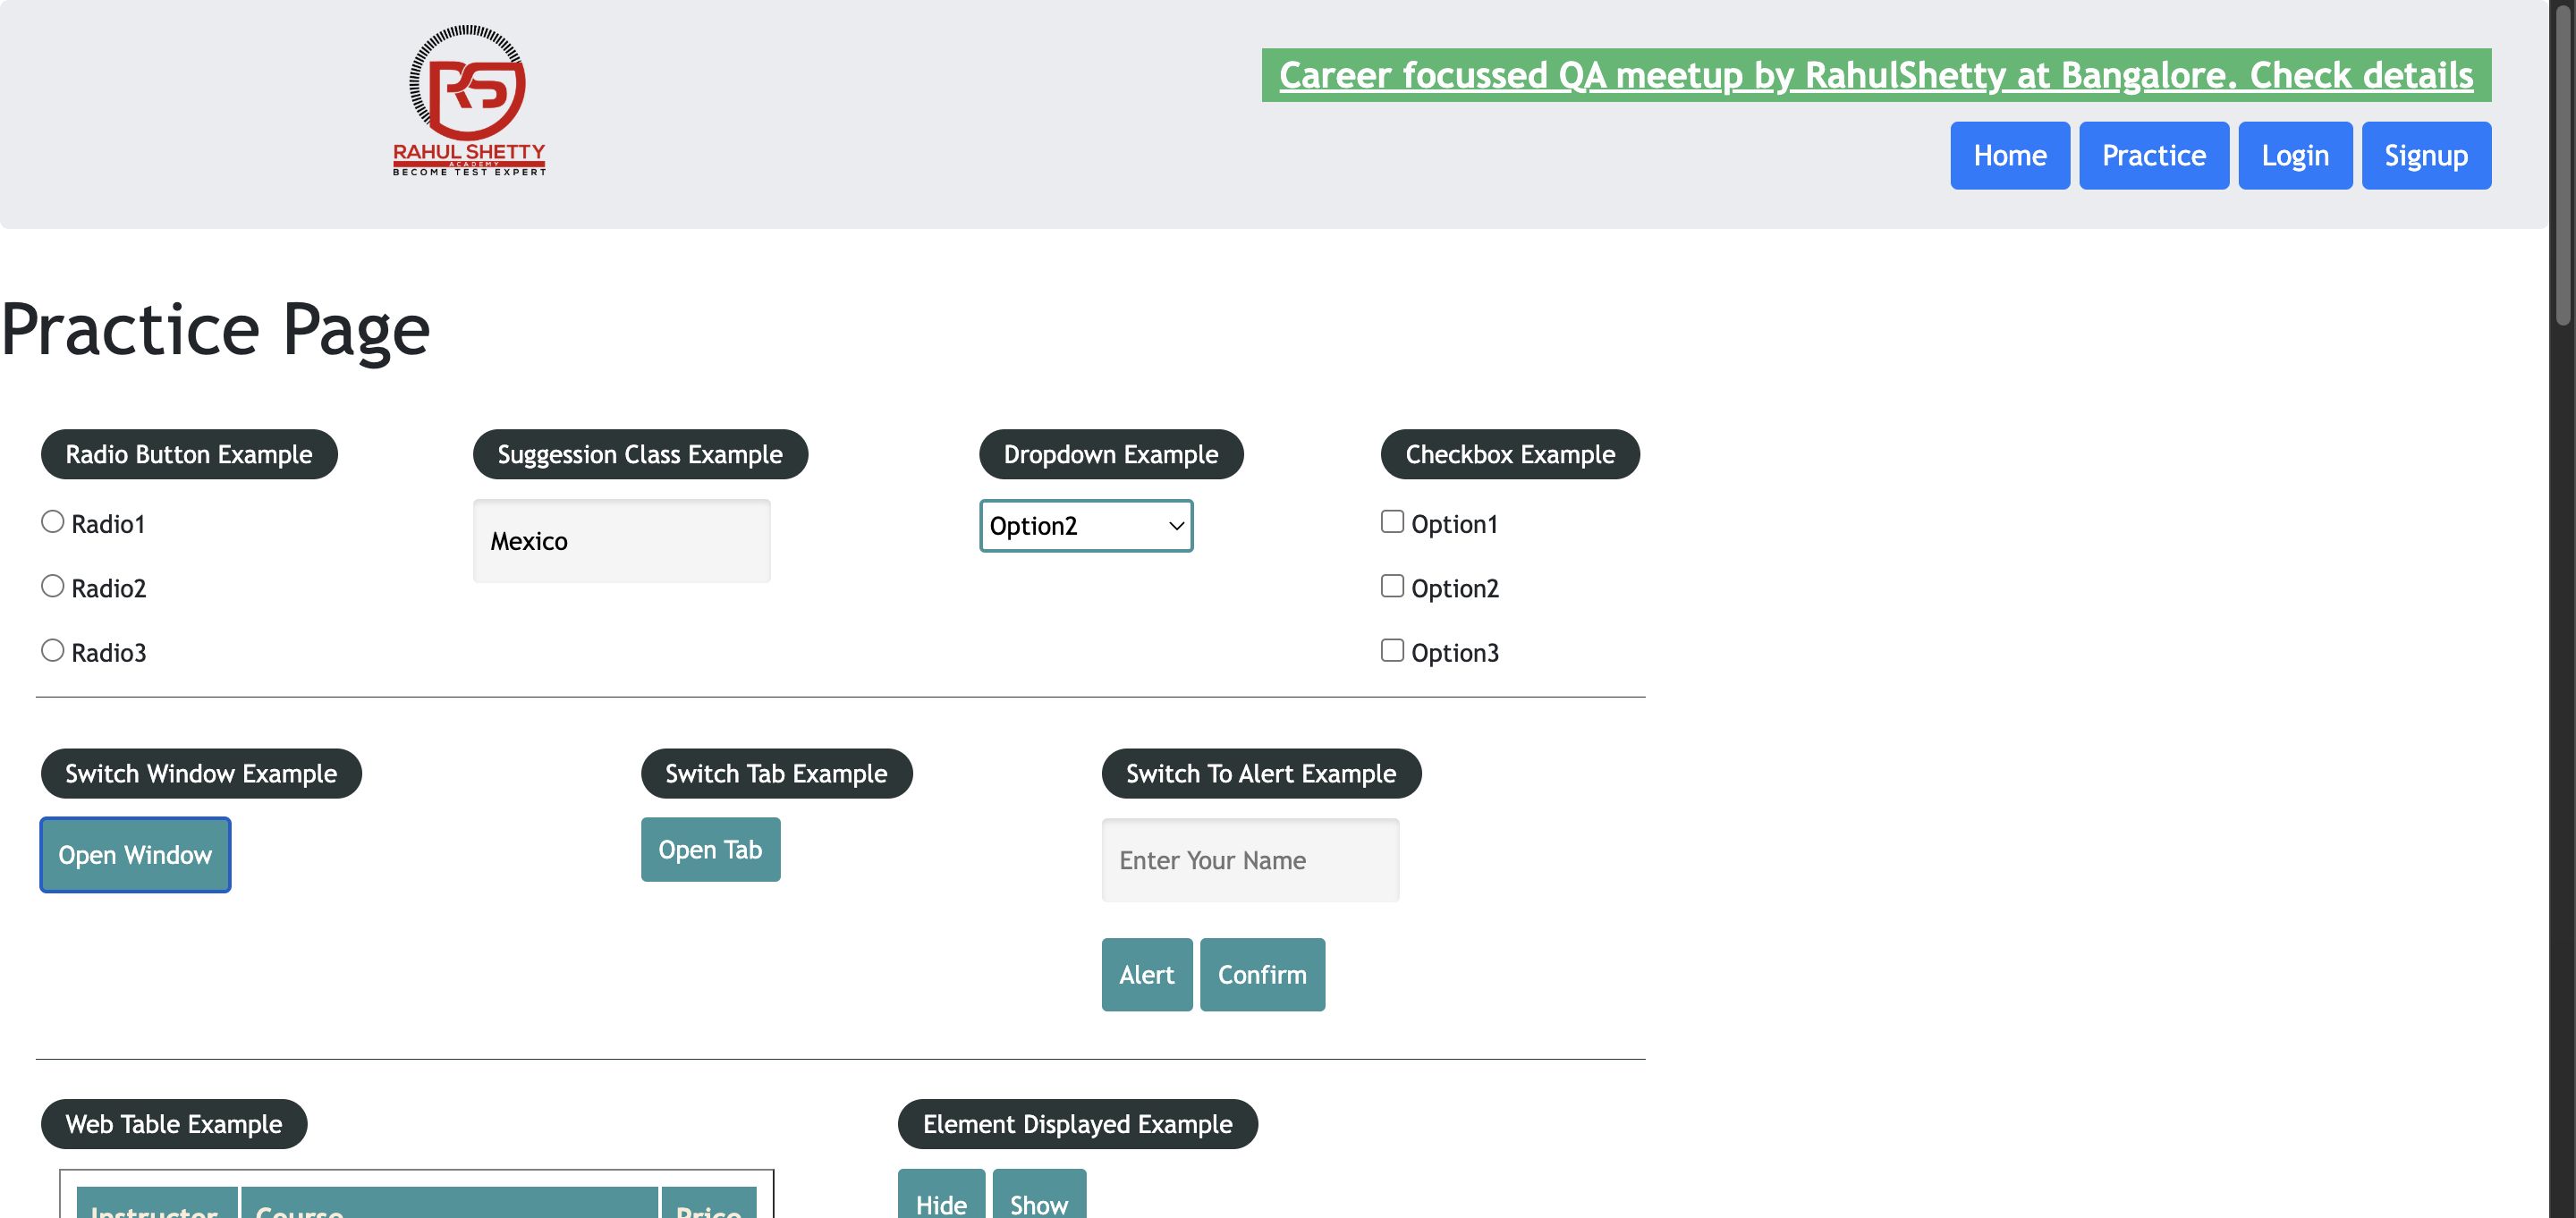 RAHUL SHETTY
ACADEMY
BECOME TEST EXPERT
Career focussed QA meetup by RahulShetty at Bangalore. Check details
Home Practice Login Signup
Practice Page
Radio Button Example
Radio1
Radio2
Radio3
Suggession Class Example
Mexico
Dropdown Example
Option2
Checkbox Example
Option1
Option2
Option3
Switch Window Example
Open Window
Switch Tab Example
Open Tab
Switch To Alert Example
Enter Your Name
Alert Confirm
Web Table Example
Instructor Course Price
Element Displayed Example
Hide Show